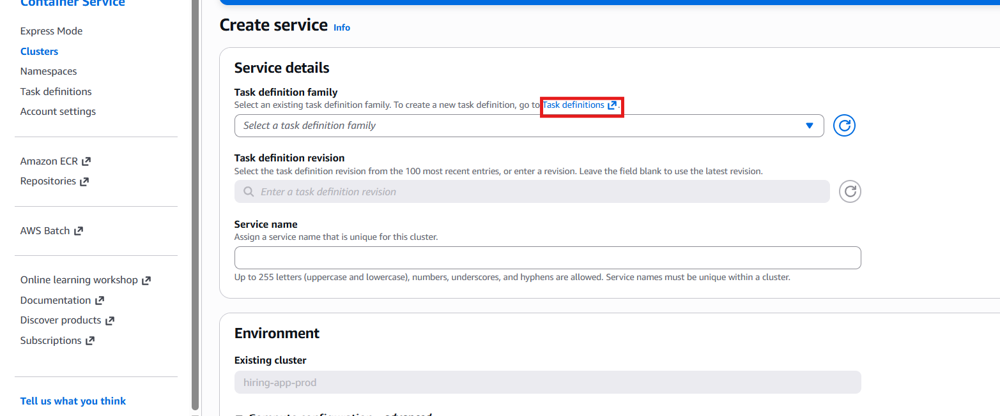 Container Service
Express Mode
Clusters
Namespaces
Task definitions
Account settings
Amazon ECR
Repositories
AWS Batch
Online learning workshop
Documentation
Discover products
Subscriptions
Tell us what you think
Create service Info
Service details
Task definition family
Select an existing task definition family. To create a new task definition, go to Task definitions .
Select a task definition family
Task definition revision
Select the task definition revision from the 100 most recent entries, or enter a revision. Leave the field blank to use the latest revision.
Enter a task definition revision
Service name
Assign a service name that is unique for this cluster.
Up to 255 letters (uppercase and lowercase), numbers, underscores, and hyphens are allowed. Service names must be unique within a cluster.
Environment
Existing cluster
hiring-app-prod
Compute configuration - advanced